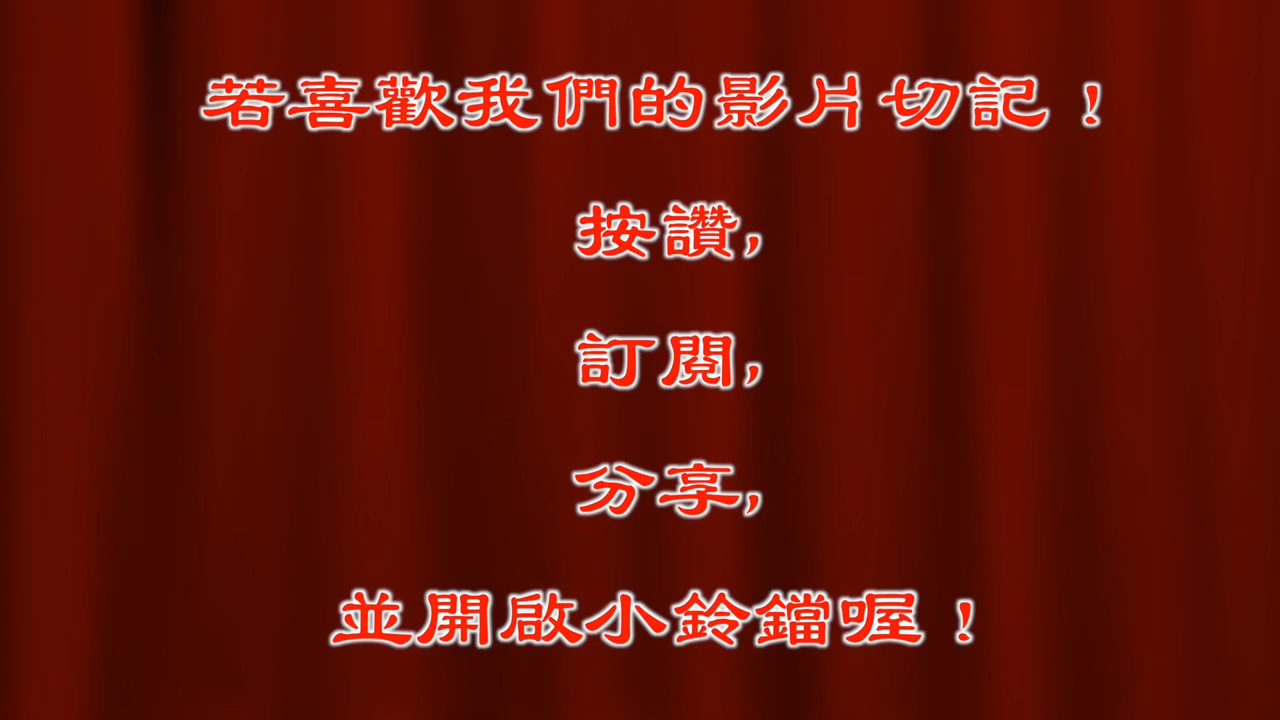 若喜歡我們的影片切記！
按讚,
訂閱,
分享,
並開啟小鈴鐺喔！